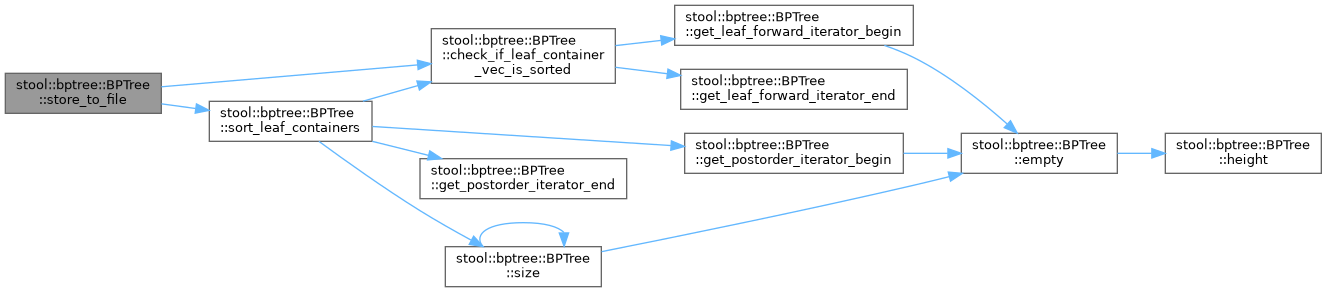 stool::bptree::BPTree
::store_to_file
stool::bptree::BPTree
::sort_leaf_containers
stool::bptree::BPTree
::check_if_leaf_container
_vec_is_sorted
stool::bptree::BPTree
::get_postorder_iterator_end
stool::bptree::BPTree
::size
stool::bptree::BPTree
::get_leaf_forward_iterator_begin
stool::bptree::BPTree
::get_leaf_forward_iterator_end
stool::bptree::BPTree
::get_postorder_iterator_begin
stool::bptree::BPTree
::empty
stool::bptree::BPTree
::height